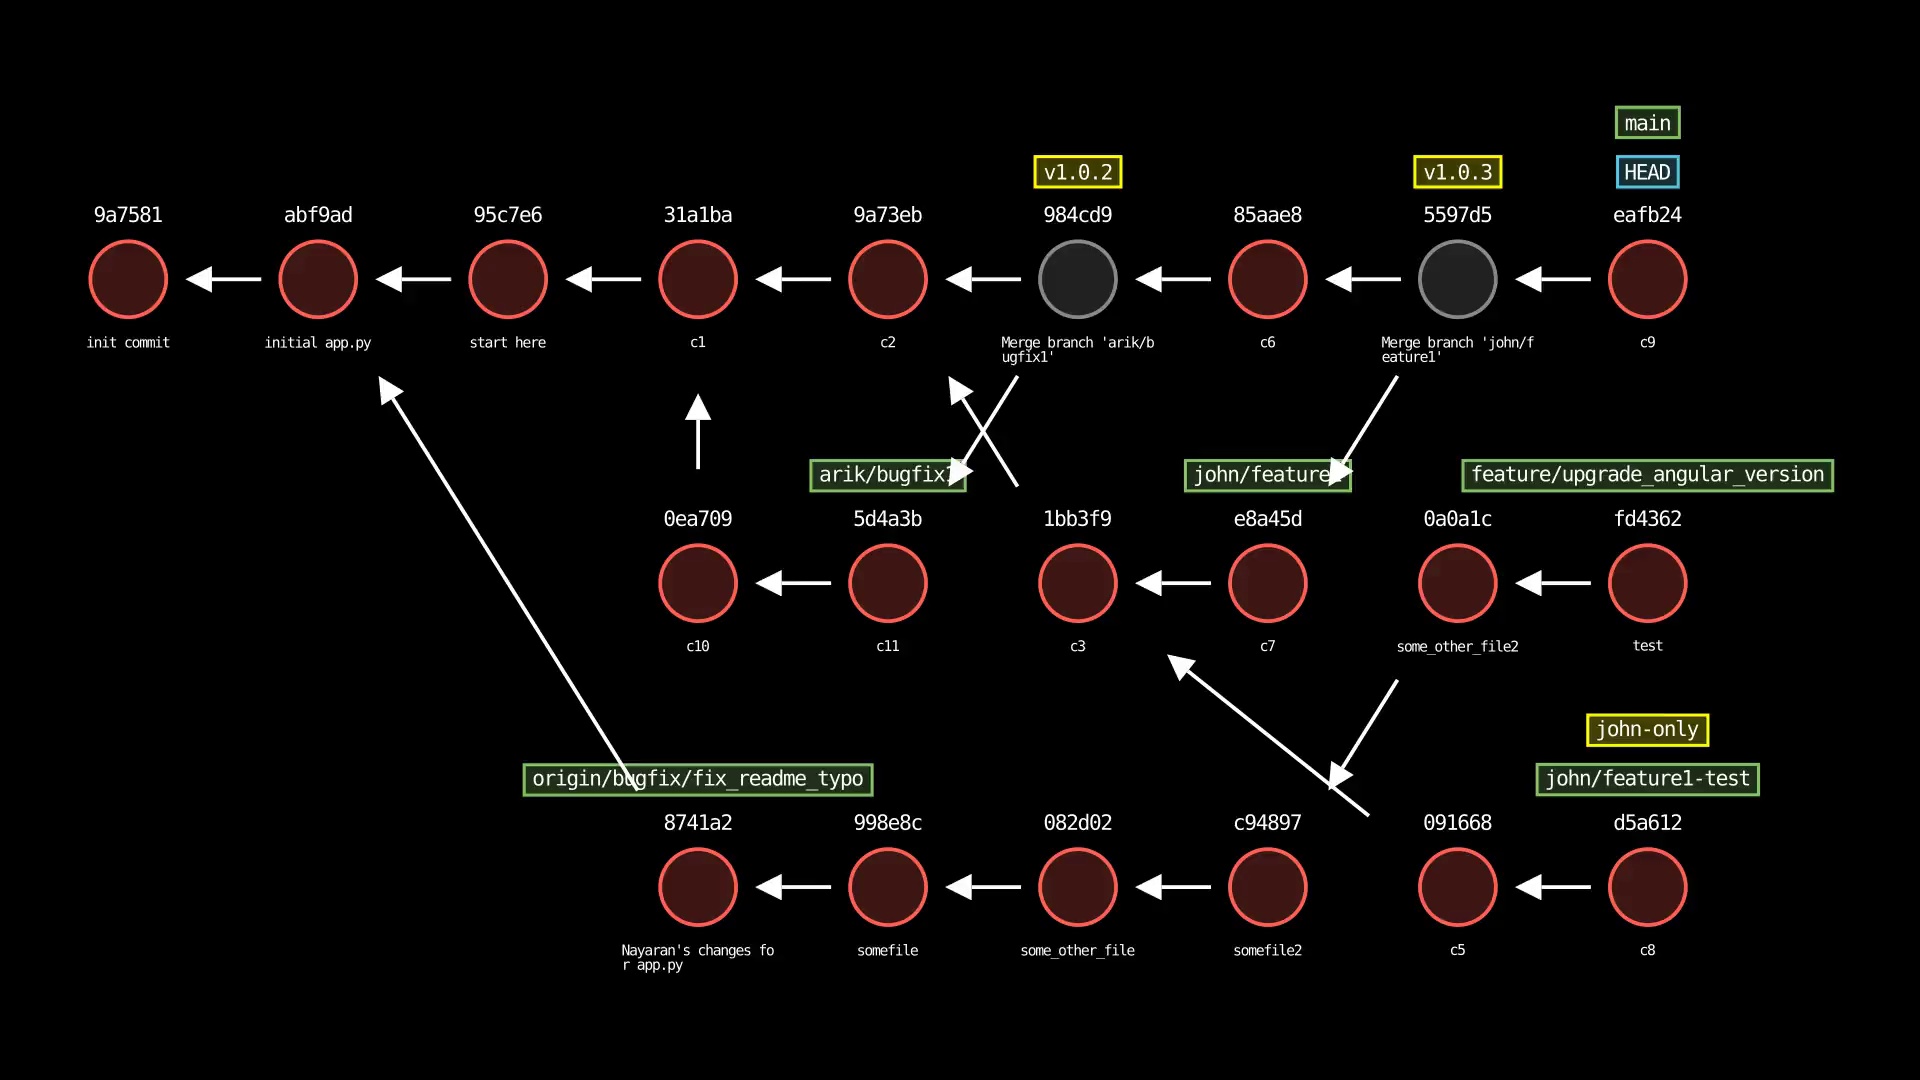 main
v1.0.2
v1.0.3
HEAD
9a7581
abf9ad
95c7e6
31a1ba
9a73eb
984cd9
85aae8
5597d5
eafb24
init commit
initial app.py
start here
c1
c2
Merge branch 'arik/b
ugfix1'
c6
Merge branch 'john/f
eature1'
c9
arik/bugfix1
john/feature1
feature/upgrade_angular_version
0ea709
5d4a3b
1bb3f9
e8a45d
0a0a1c
fd4362
c10
c11
c3
c7
some_other_file2
test
john-only
origin/bugfix/fix_readme_typo
john/feature1-test
8741a2
998e8c
082d02
c94897
091668
d5a612
Nayaran's changes fo
r app.py
somefile
some_other_file
somefile2
c5
c8